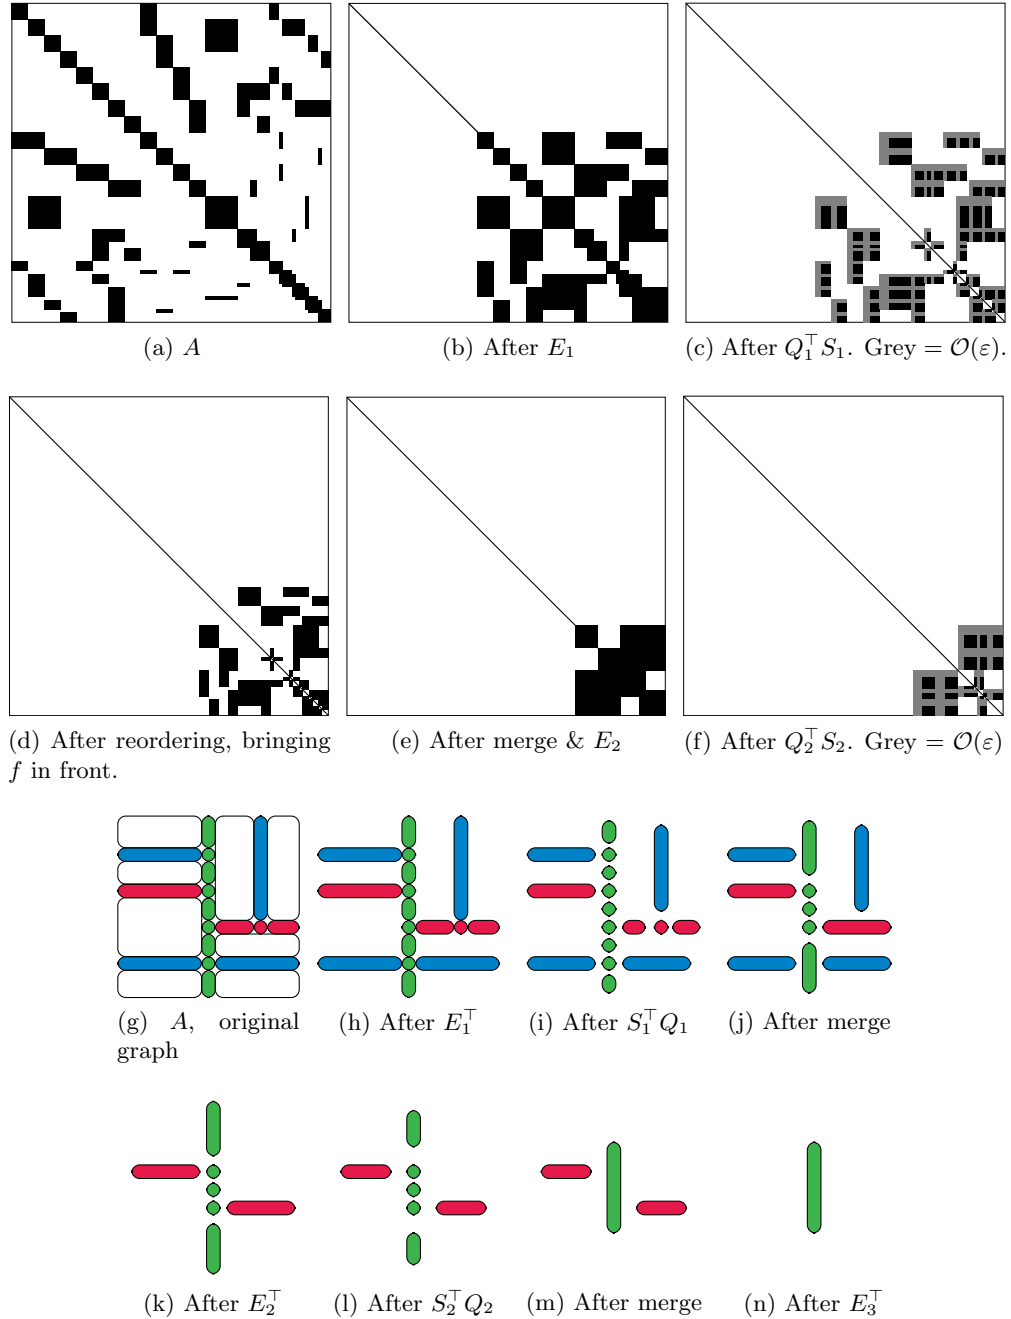 (a) A
(b) After E₁
(c) After Q₁⊤S₁. Grey = 𝒪(ε).
(d) After reordering, bringing
f in front.
(e) After merge & E₂
(f) After Q₂⊤S₂. Grey = 𝒪(ε)
(g) A, original
graph
(h) After E₁⊤
(i) After S₁⊤Q₁
(j) After merge
(k) After E₂⊤
(l) After S₂⊤Q₂
(m) After merge
(n) After E₃⊤